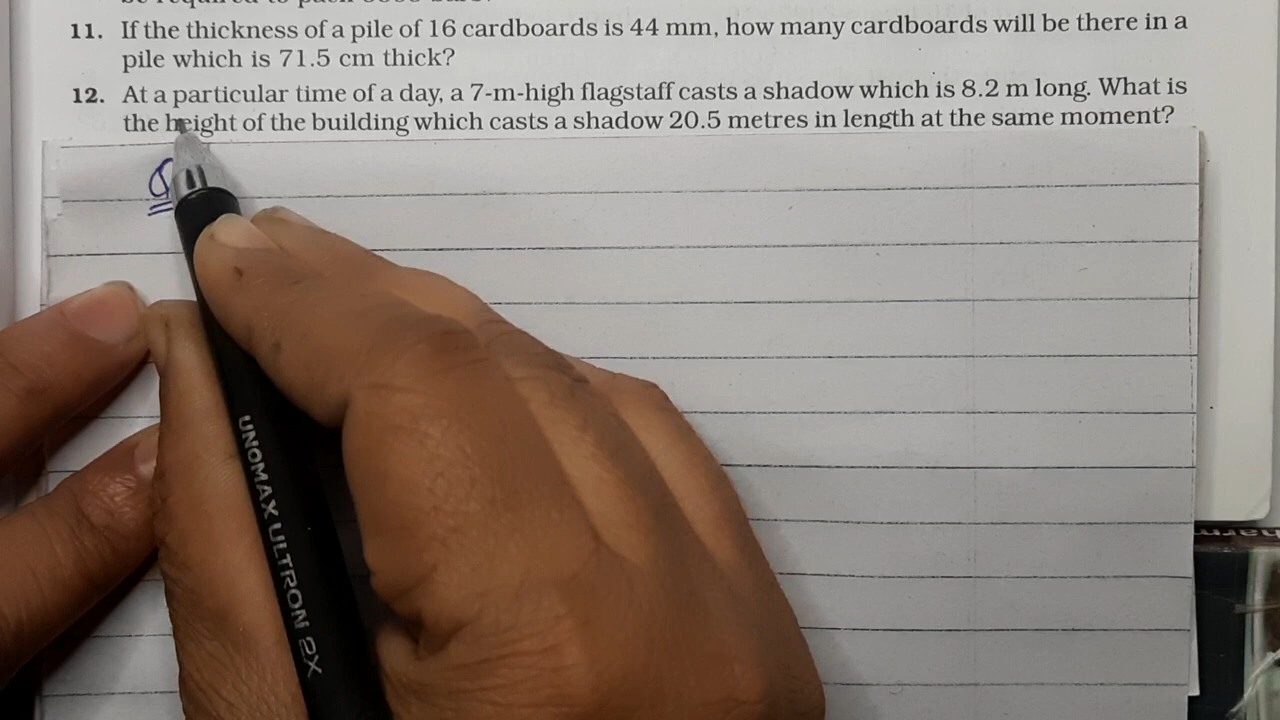 11. If the thickness of a pile of 16 cardboards is 44 mm, how many cardboards will be there in a
pile which is 71.5 cm thick?
12. At a particular time of a day, a 7-m-high flagstaff casts a shadow which is 8.2 m long. What is
the height of the building which casts a shadow 20.5 metres in length at the same moment?
UNOMAX ULTRON 2X